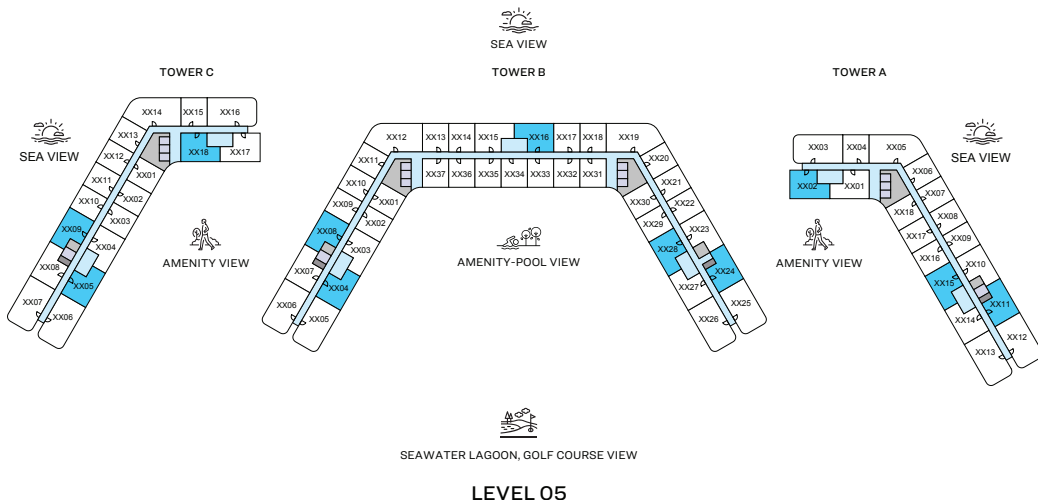 SEA VIEW
TOWER C
TOWER B
TOWER A
SEA VIEW
SEA VIEW
XX14
XX15
XX16
XX13
XX12
XX18
XX17
XX01
XX11
XX02
XX10
XX03
XX09
XX04
XX08
XX05
XX07
XX06
AMENITY VIEW
XX12
XX13
XX14
XX15
XX16
XX17
XX18
XX19
XX11
XX37
XX36
XX35
XX34
XX33
XX32
XX31
XX20
XX10
XX01
XX30
XX21
XX09
XX02
XX29
XX22
XX08
XX03
XX28
XX23
XX07
XX04
XX27
XX24
XX06
XX05
XX26
XX25
AMENITY-POOL VIEW
XX03
XX04
XX05
XX02
XX01
XX06
XX07
XX18
XX08
XX17
XX09
XX16
XX10
XX15
XX11
XX14
XX12
XX13
AMENITY VIEW
SEAWATER LAGOON, GOLF COURSE VIEW
LEVEL 05